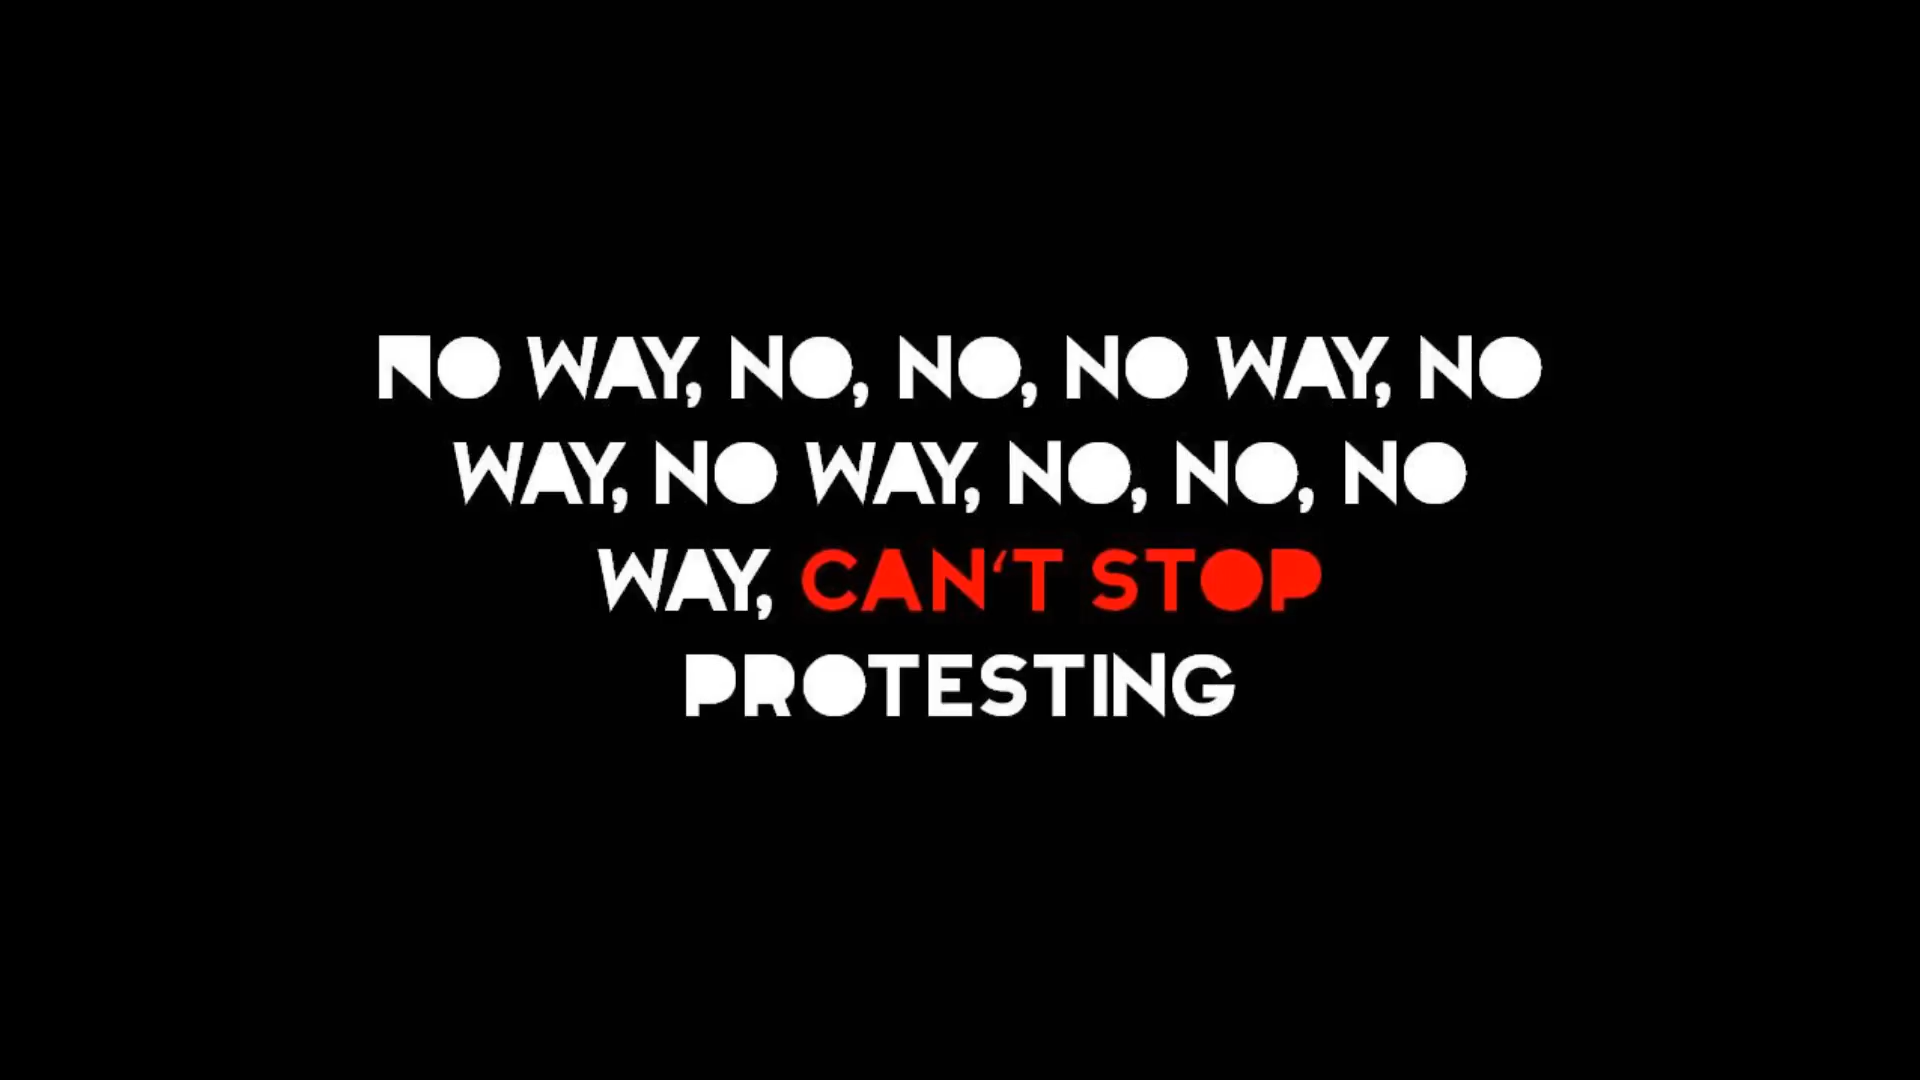 NO WAY, NO, NO, NO WAY, NO
WAY, NO WAY, NO, NO, NO
WAY, CAN'T STOP
PROTESTING